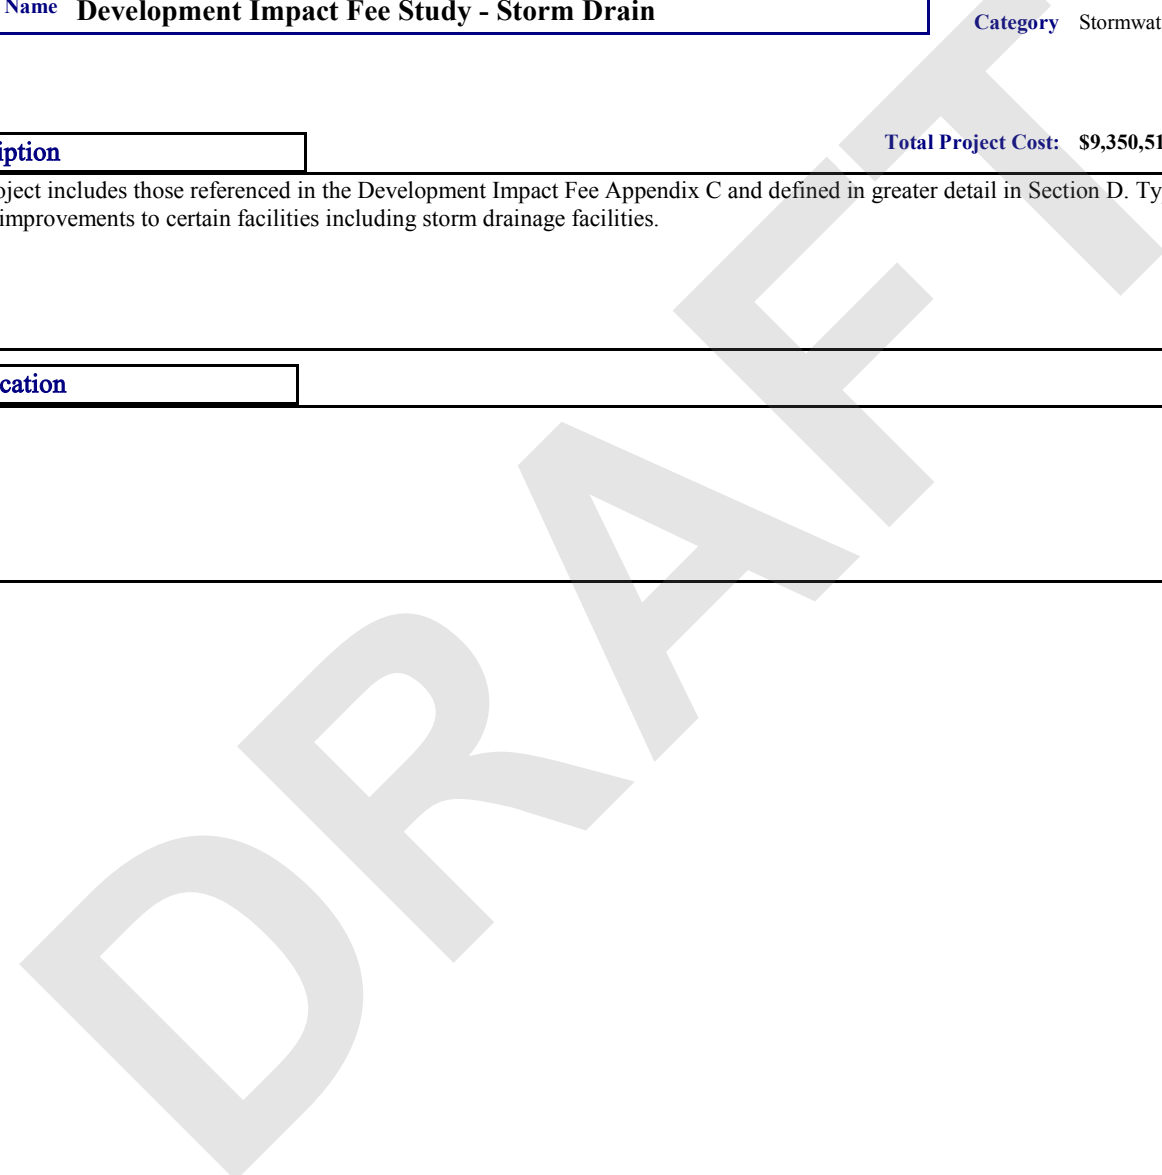 Name Development Impact Fee Study - Storm Drain
Category Stormwat
Total Project Cost: $9,350,51
iption
oject includes those referenced in the Development Impact Fee Appendix C and defined in greater detail in Section D. Ty
improvements to certain facilities including storm drainage facilities.
cation
DRAFT